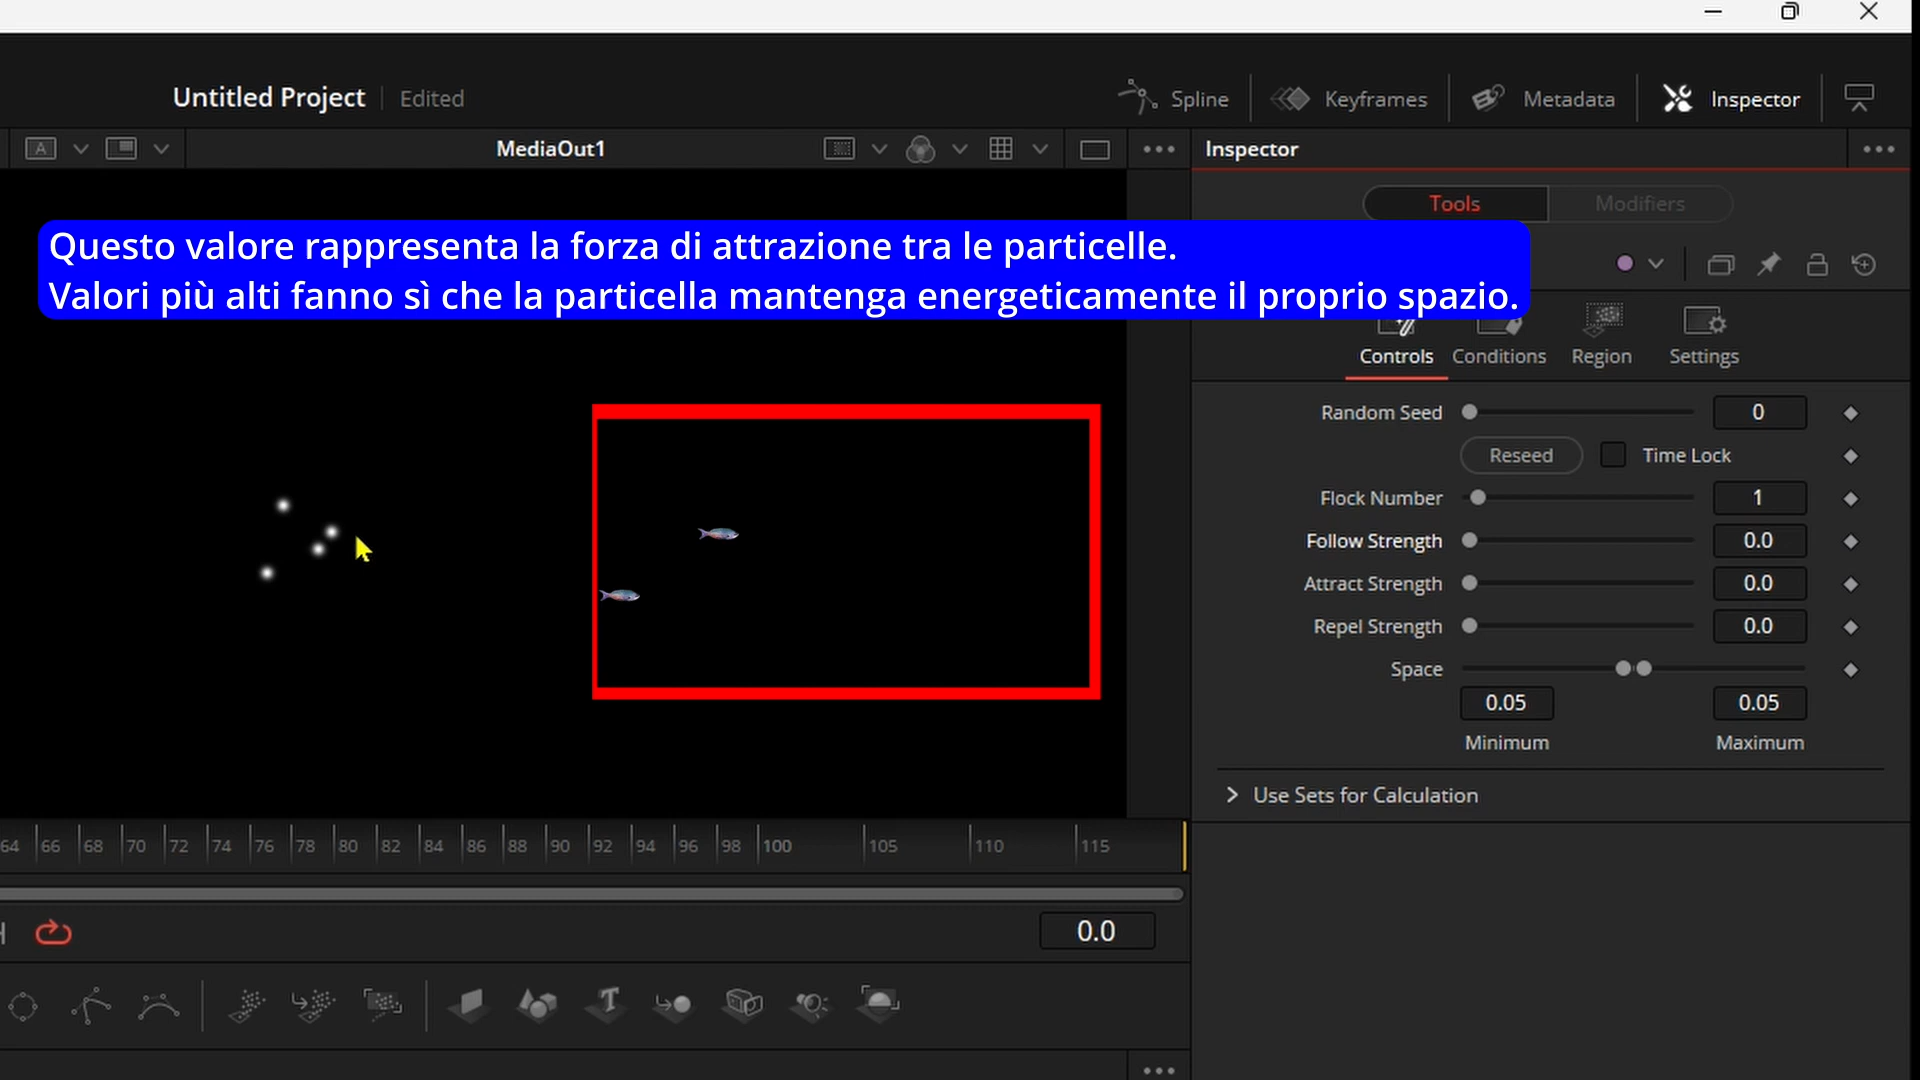 Untitled Project
Edited
Spline
Keyframes
Metadata
Inspector
A
MediaOut1
Inspector
Tools
Modifiers
Questo valore rappresenta la forza di attrazione tra le particelle.
Valori più alti fanno sì che la particella mantenga energeticamente il proprio spazio.
Controls
Conditions
Region
Settings
Random Seed
0
Reseed
Time Lock
Flock Number
1
Follow Strength
0.0
Attract Strength
0.0
Repel Strength
0.0
Space
0.05
0.05
Minimum
Maximum
Use Sets for Calculation
64 66 68 70 72 74 76 78 80 82 84 86 88 90 92 94 96 98 100 105 110 115
0.0
T